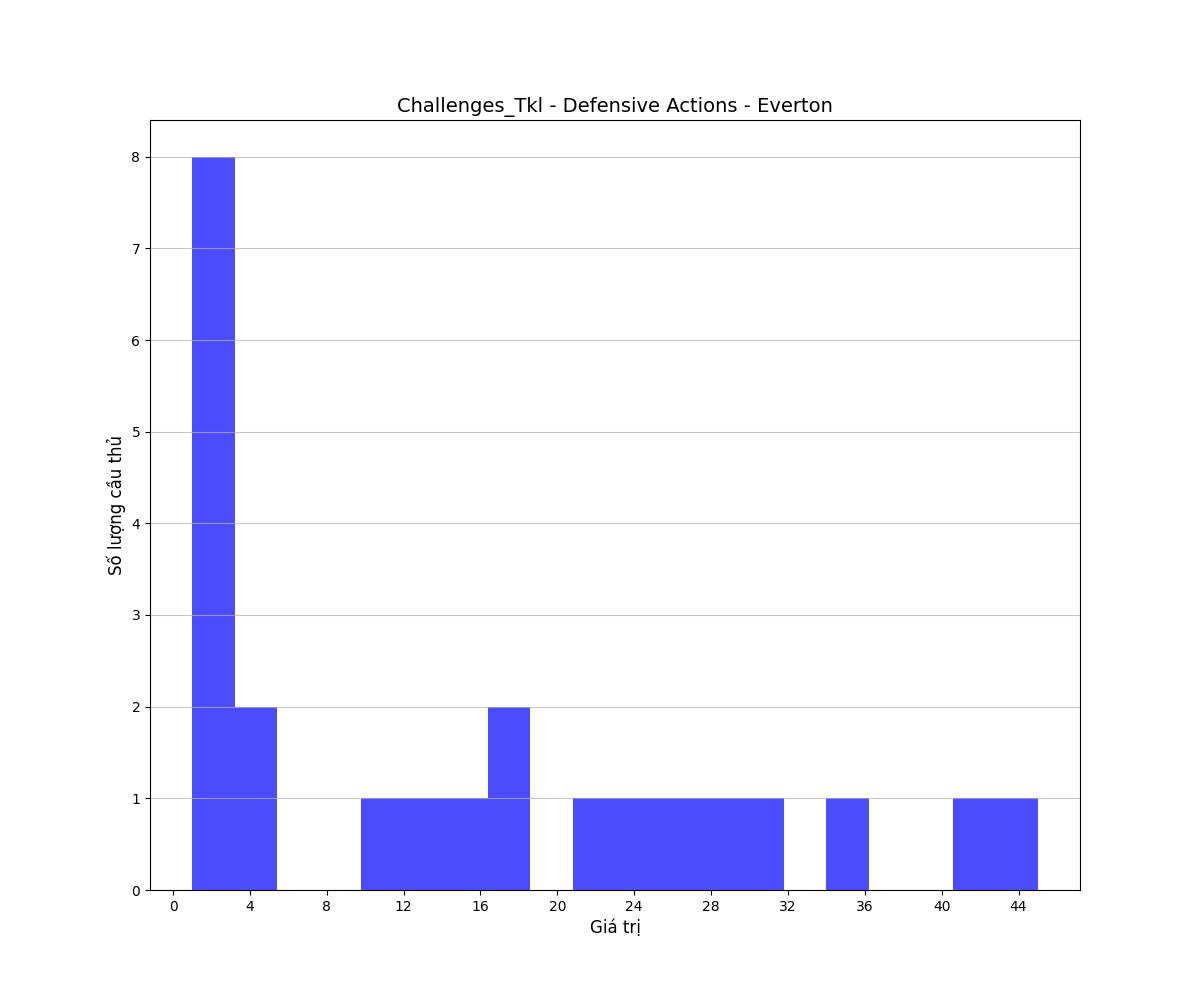 Challenges_Tkl - Defensive Actions - Everton
Số lượng cầu thủ
8
7
6
5
4
3
2
1
0
0 4 8 12 16 20 24 28 32 36 40 44
Giá trị